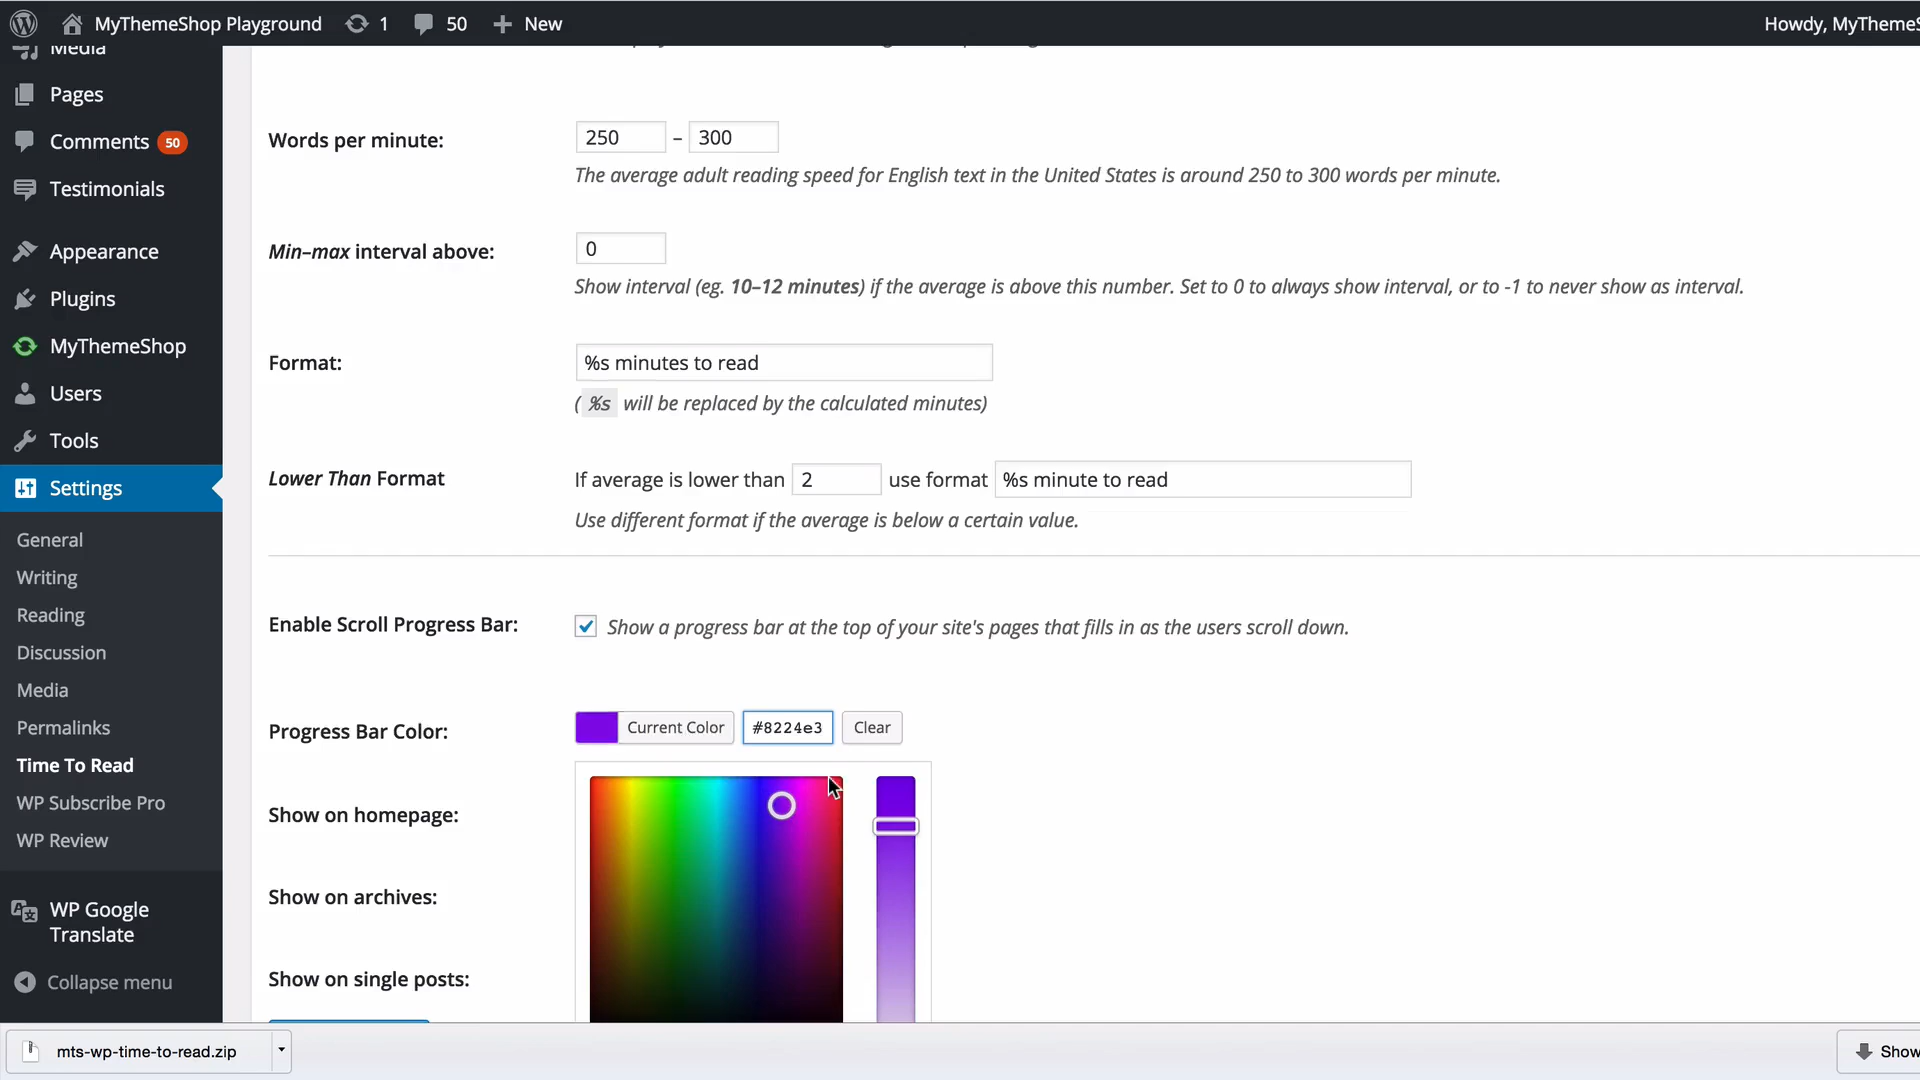 MyThemeShop Playground 1 50 New
Howdy, MyThemeS
Media
Pages
Comments 50
Testimonials
Appearance
Plugins
MyThemeShop
Users
Tools
Settings
General
Writing
Reading
Discussion
Media
Permalinks
Time To Read
WP Subscribe Pro
WP Review
WP Google
Translate
Collapse menu
Words per minute: 250 – 300
The average adult reading speed for English text in the United States is around 250 to 300 words per minute.
Min–max interval above: 0
Show interval (eg. 10–12 minutes) if the average is above this number. Set to 0 to always show interval, or to -1 to never show as interval.
Format: %s minutes to read
( %s will be replaced by the calculated minutes)
Lower Than Format If average is lower than 2 use format %s minute to read
Use different format if the average is below a certain value.
Enable Scroll Progress Bar: Show a progress bar at the top of your site's pages that fills in as the users scroll down.
Progress Bar Color: Current Color #8224e3 Clear
Show on homepage:
Show on archives:
Show on single posts:
mts-wp-time-to-read.zip
Show